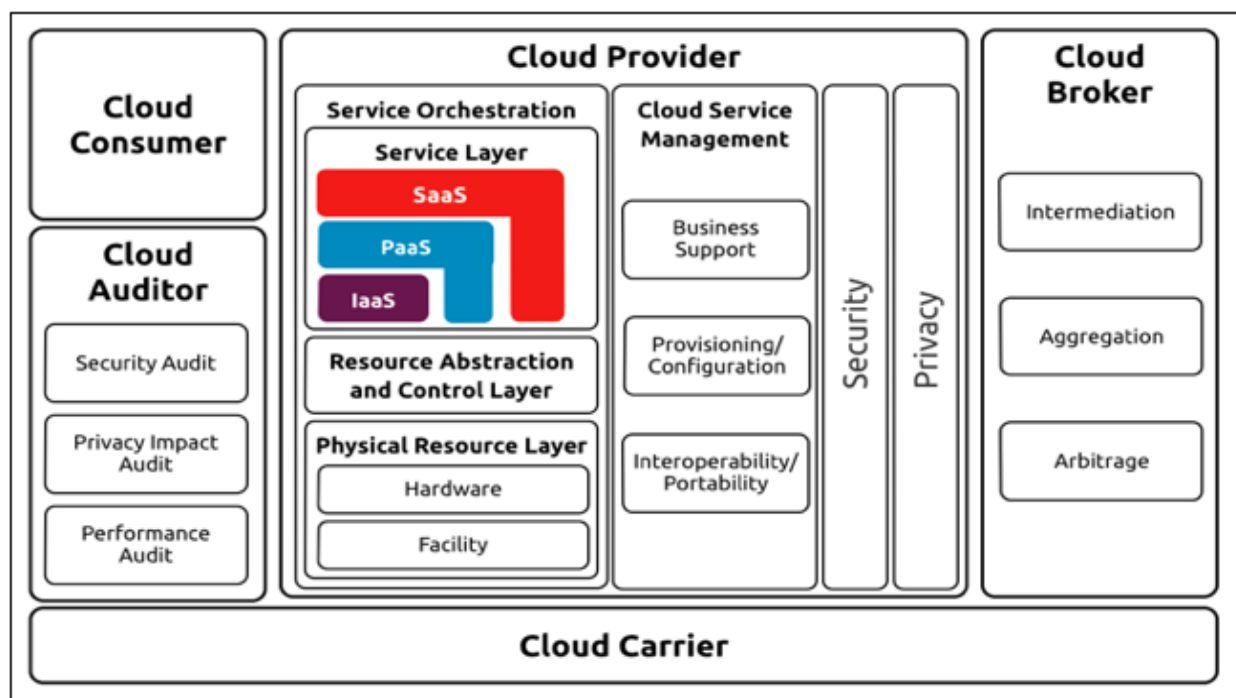 Cloud
Consumer
Cloud
Auditor
Security Audit
Privacy Impact
Audit
Performance
Audit
Cloud Provider
Service Orchestration
Service Layer
SaaS
PaaS
IaaS
Resource Abstraction
and Control Layer
Physical Resource Layer
Hardware
Facility
Cloud Service
Management
Business
Support
Provisioning/
Configuration
Interoperability/
Portability
Security
Privacy
Cloud
Broker
Intermediation
Aggregation
Arbitrage
Cloud Carrier